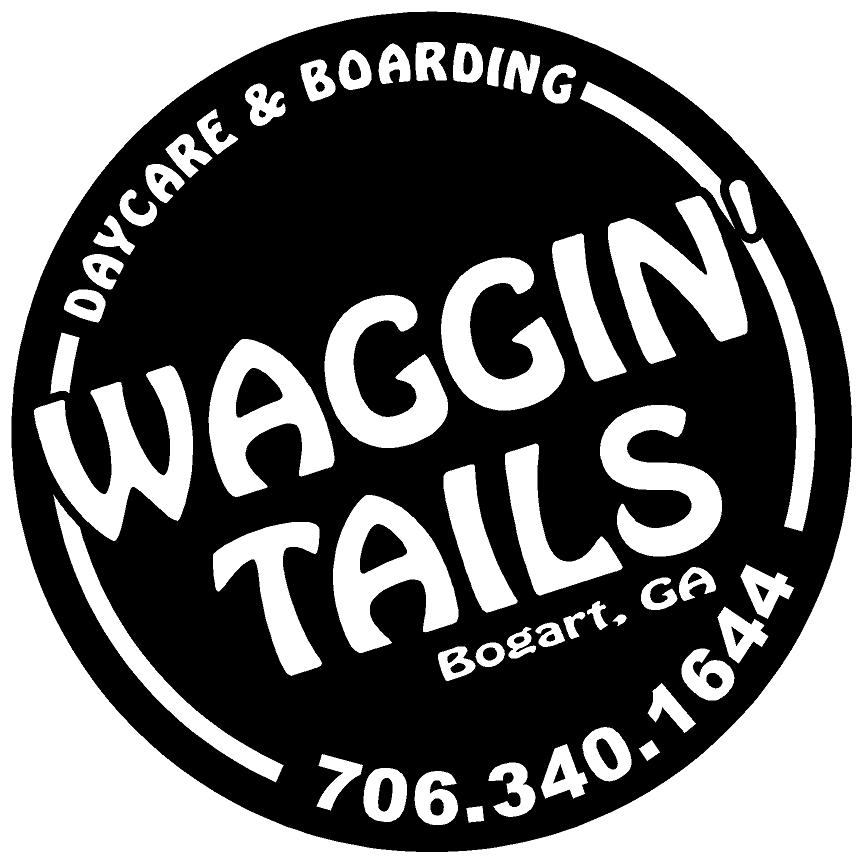 DAYCARE & BOARDING
WAGGIN'
TAILS
Bogart, GA
706.340.1644